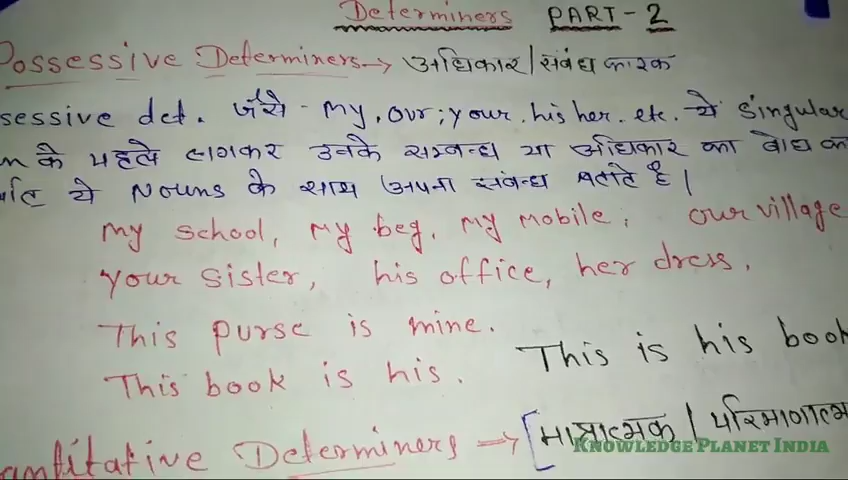 Determiners PART-2
Possessive Determiners → अधिकार/संबंध कारक
sessive det. जैसे - my, our, your, his her. etc. ये singular
के पहले लगकर उनके सम्बन्ध या अधिकार का बोध
ये Nouns के साथ अपना संबन्ध बताते है।
my school, my beg, my mobile, our village
your sister, his office, her dress.
This purse is mine.
This book is his. This is his book
antitative Determiners → [मात्रात्मक / परिमाणात्म
KNOWLEDGE PLANET INDIA